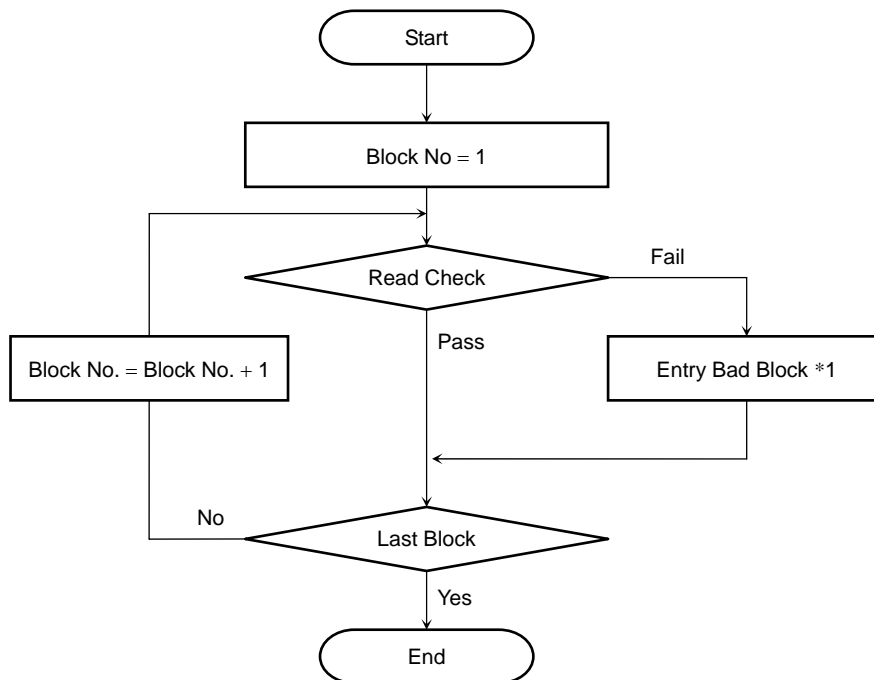 Start
Block No = 1
Read Check
Fail
Pass
Block No. = Block No. + 1
Entry Bad Block *1
No
Last Block
Yes
End